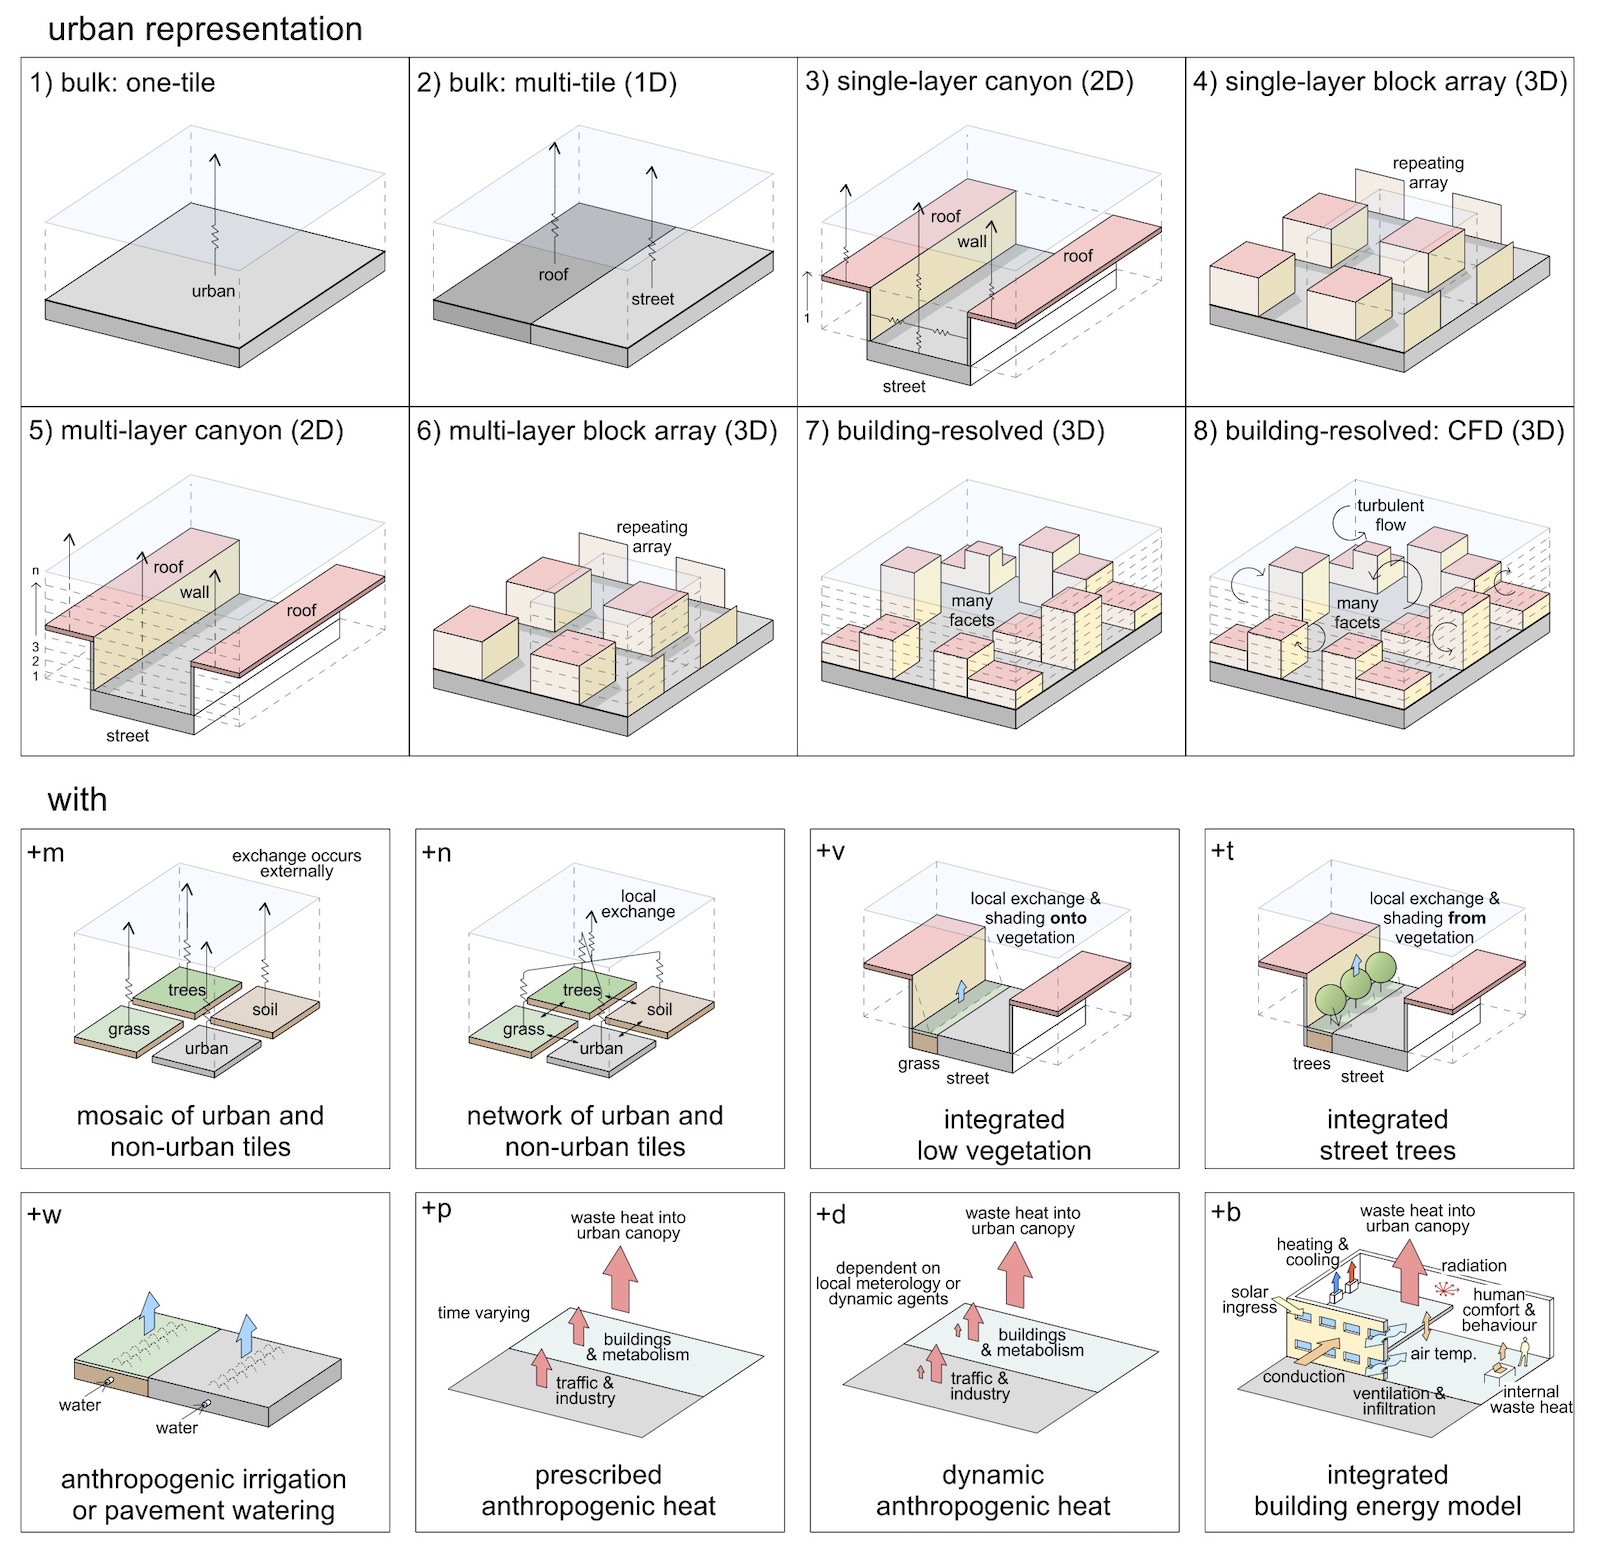 urban representation
1) bulk: one-tile
urban
2) bulk: multi-tile (1D)
roof
street
3) single-layer canyon (2D)
roof
wall
roof
1
street
4) single-layer block array (3D)
repeating
array
5) multi-layer canyon (2D)
roof
wall
roof
n
3
2
1
street
6) multi-layer block array (3D)
repeating
array
7) building-resolved (3D)
many
facets
8) building-resolved: CFD (3D)
turbulent
flow
many
facets
with
+m
exchange occurs
externally
trees
soil
grass
urban
mosaic of urban and
non-urban tiles
+n
local
exchange
trees
soil
grass
urban
network of urban and
non-urban tiles
+v
local exchange &
shading onto
vegetation
grass
street
integrated
low vegetation
+t
local exchange &
shading from
vegetation
trees
street
integrated
street trees
+w
water
water
anthropogenic irrigation
or pavement watering
+p
waste heat into
urban canopy
time varying
buildings
& metabolism
traffic &
industry
prescribed
anthropogenic heat
+d
waste heat into
urban canopy
dependent on
local meterology or
dynamic agents
buildings
& metabolism
traffic &
industry
dynamic
anthropogenic heat
+b
waste heat into
urban canopy
heating &
cooling
radiation
solar
ingress
human
comfort &
behaviour
air temp.
conduction
ventilation &
infiltration
internal
waste heat
integrated
building energy model